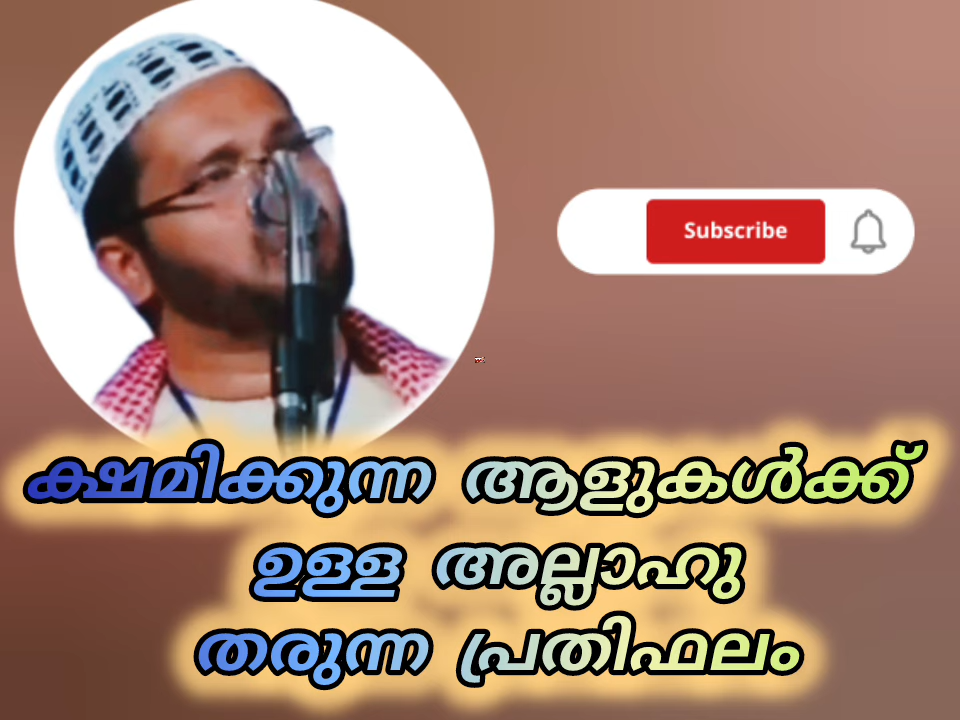 Subscribe
ക്ഷമിക്കുന്ന ആളുകൾക്ക്
ഉള്ള അല്ലാഹു
തരുന്ന പ്രതിഫലം